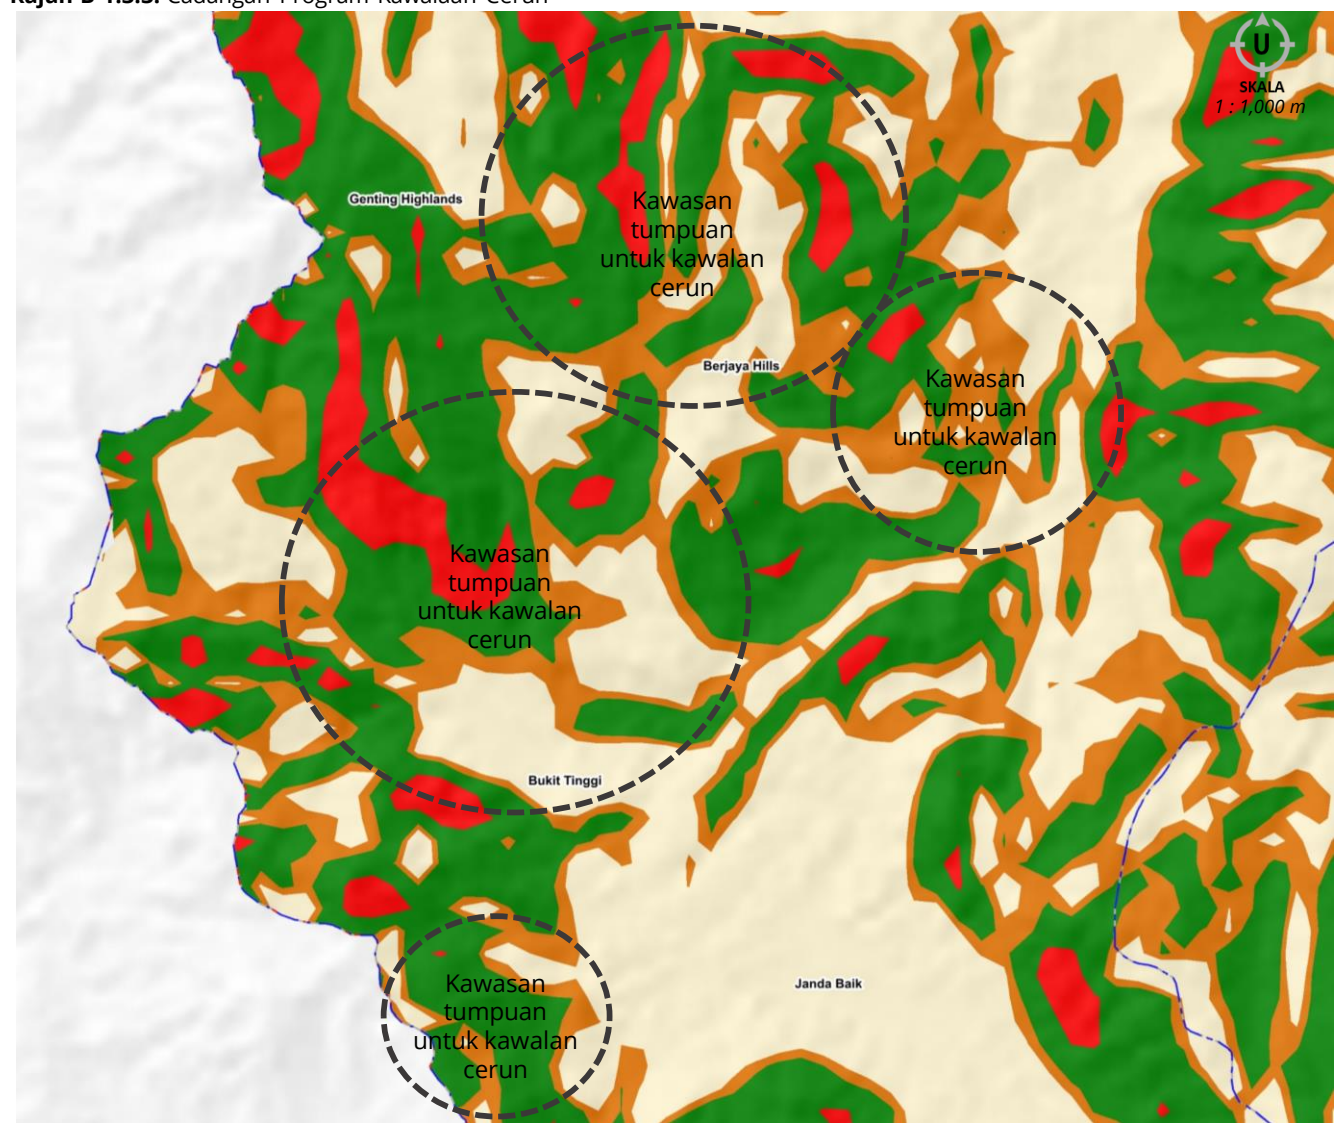 Rajah B 4.3.3: Cadangan Program Kawalaan Cerun
U
SKALA
1 : 1,000 m
Genting Highlands
Kawasan
tumpuan
untuk kawalan
cerun
Berjaya Hills
Kawasan
tumpuan
untuk kawalan
cerun
Kawasan
tumpuan
untuk kawalan
cerun
Bukit Tinggi
Janda Baik
Kawasan
tumpuan
untuk kawalan
cerun